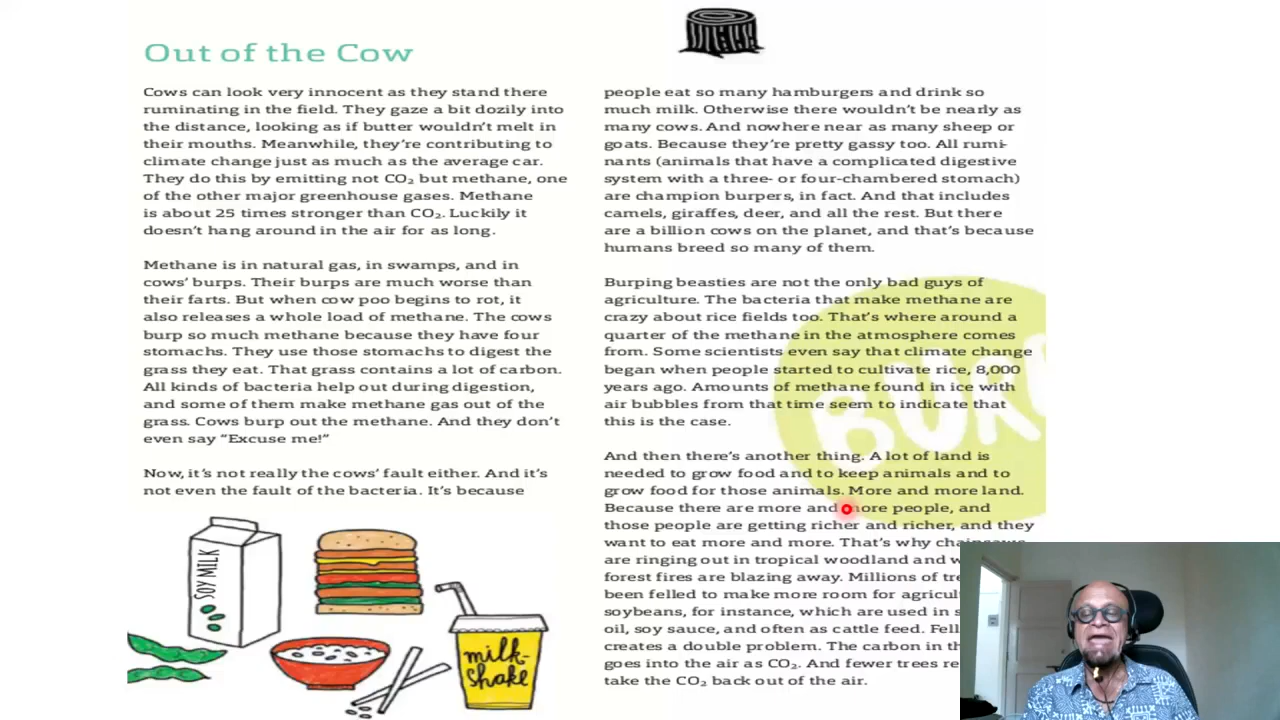 Out of the Cow
Cows can look very innocent as they stand there
ruminating in the field. They gaze a bit dozily into
the distance, looking as if butter wouldn't melt in
their mouths. Meanwhile, they're contributing to
climate change just as much as the average car.
They do this by emitting not CO₂ but methane, one
of the other major greenhouse gases. Methane
is about 25 times stronger than CO₂. Luckily it
doesn't hang around in the air for as long.
Methane is in natural gas, in swamps, and in
cows' burps. Their burps are much worse than
their farts. But when cow poo begins to rot, it
also releases a whole load of methane. The cows
burp so much methane because they have four
stomachs. They use those stomachs to digest the
grass they eat. That grass contains a lot of carbon.
All kinds of bacteria help out during digestion,
and some of them make methane gas out of the
grass. Cows burp out the methane. And they don't
even say "Excuse me!"
Now, it's not really the cows' fault either. And it's
not even the fault of the bacteria. It's because
SOY MILK
milk-
shake
people eat so many hamburgers and drink so
much milk. Otherwise there wouldn't be nearly as
many cows. And nowhere near as many sheep or
goats. Because they're pretty gassy too. All rumi-
nants (animals that have a complicated digestive
system with a three- or four-chambered stomach)
are champion burpers, in fact. And that includes
camels, giraffes, deer, and all the rest. But there
are a billion cows on the planet, and that's because
humans breed so many of them.
Burping beasties are not the only bad guys of
agriculture. The bacteria that make methane are
crazy about rice fields too. That's where around a
quarter of the methane in the atmosphere comes
from. Some scientists even say that climate change
began when people started to cultivate rice, 8,000
years ago. Amounts of methane found in ice with
air bubbles from that time seem to indicate that
this is the case.
And then there's another thing. A lot of land is
needed to grow food and to keep animals and to
grow food for those animals. More and more land.
Because there are more and more people, and
those people are getting richer and richer, and they
want to eat more and more. That's why
are ringing out in tropical woodland and
forest fires are blazing away. Millions of
been felled to make more room for
soybeans, for instance, which are used in
oil, soy sauce, and often as cattle feed.
creates a double problem. The carbon in
goes into the air as CO₂. And fewer trees
take the CO₂ back out of the air.
BUR